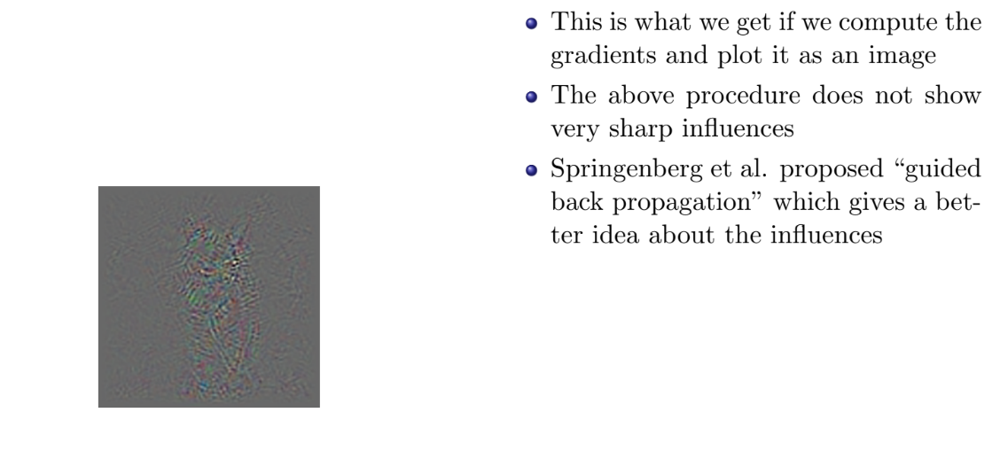 This is what we get if we compute the
gradients and plot it as an image
The above procedure does not show
very sharp influences
Springenberg et al. proposed “guided
back propagation” which gives a bet-
ter idea about the influences